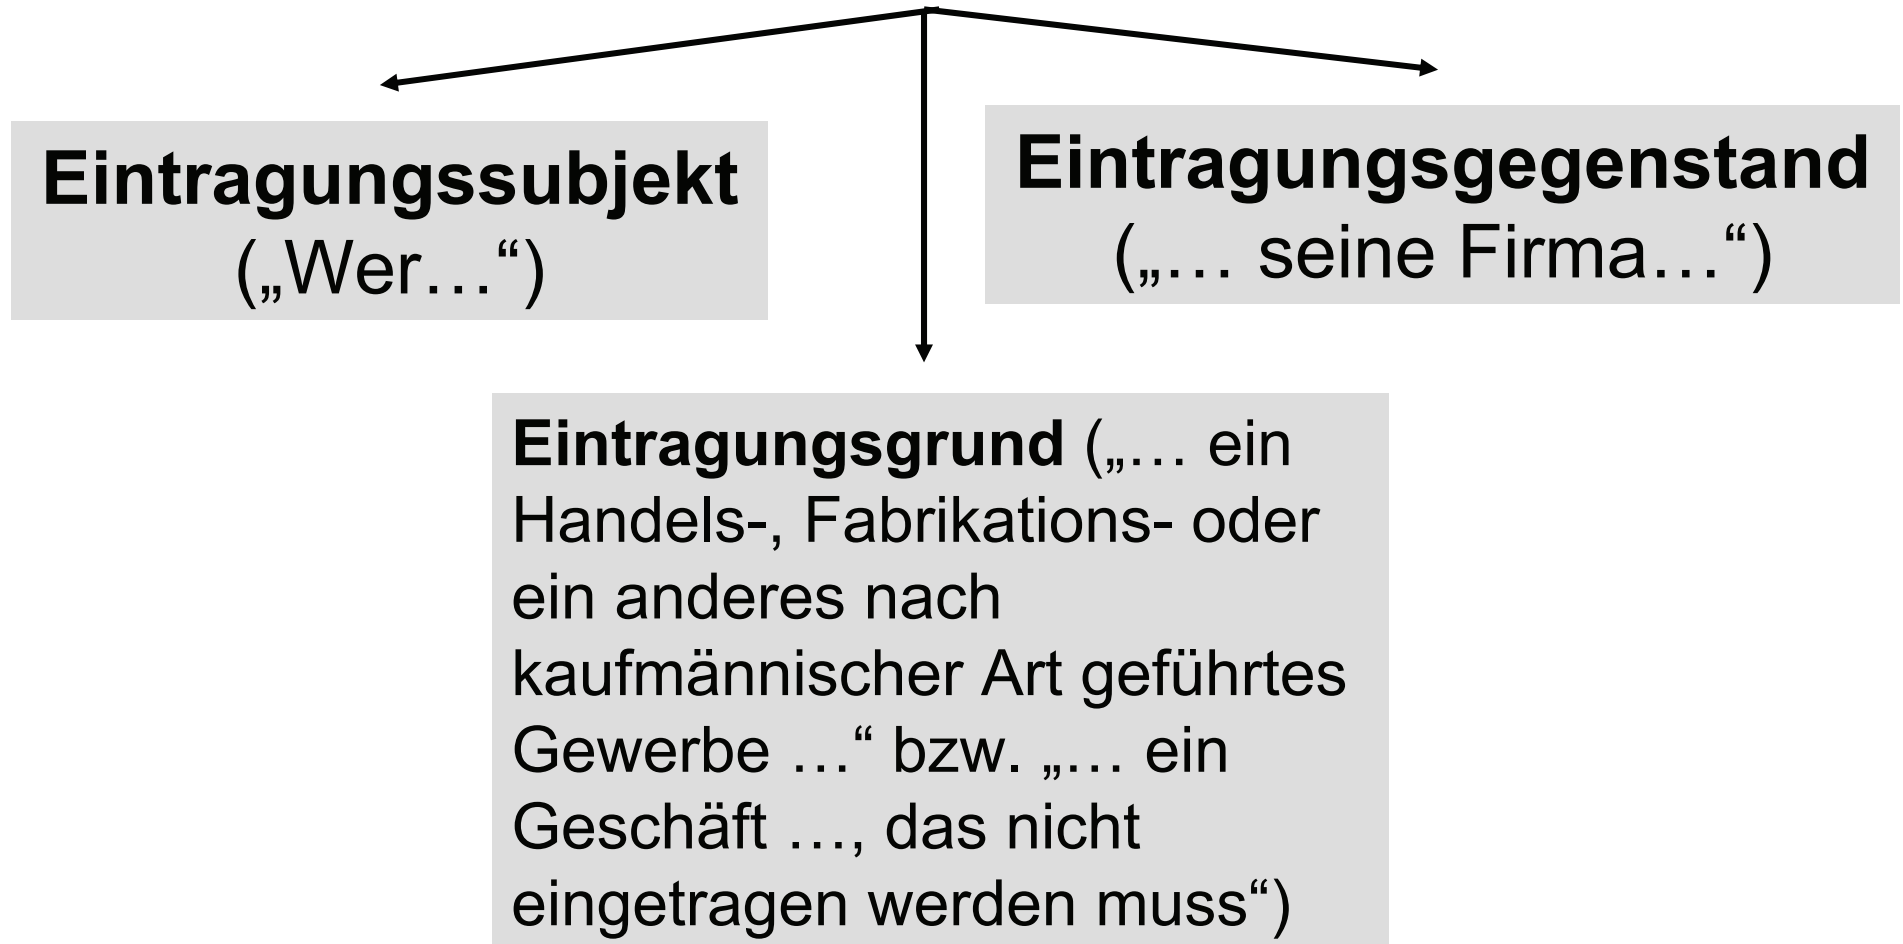 Eintragungssubjekt
(„Wer…“)
Eintragungsgegenstand
(„… seine Firma…“)
Eintragungsgrund („… ein
Handels-, Fabrikations- oder
ein anderes nach
kaufmännischer Art geführtes
Gewerbe …“ bzw. „… ein
Geschäft …, das nicht
eingetragen werden muss“)